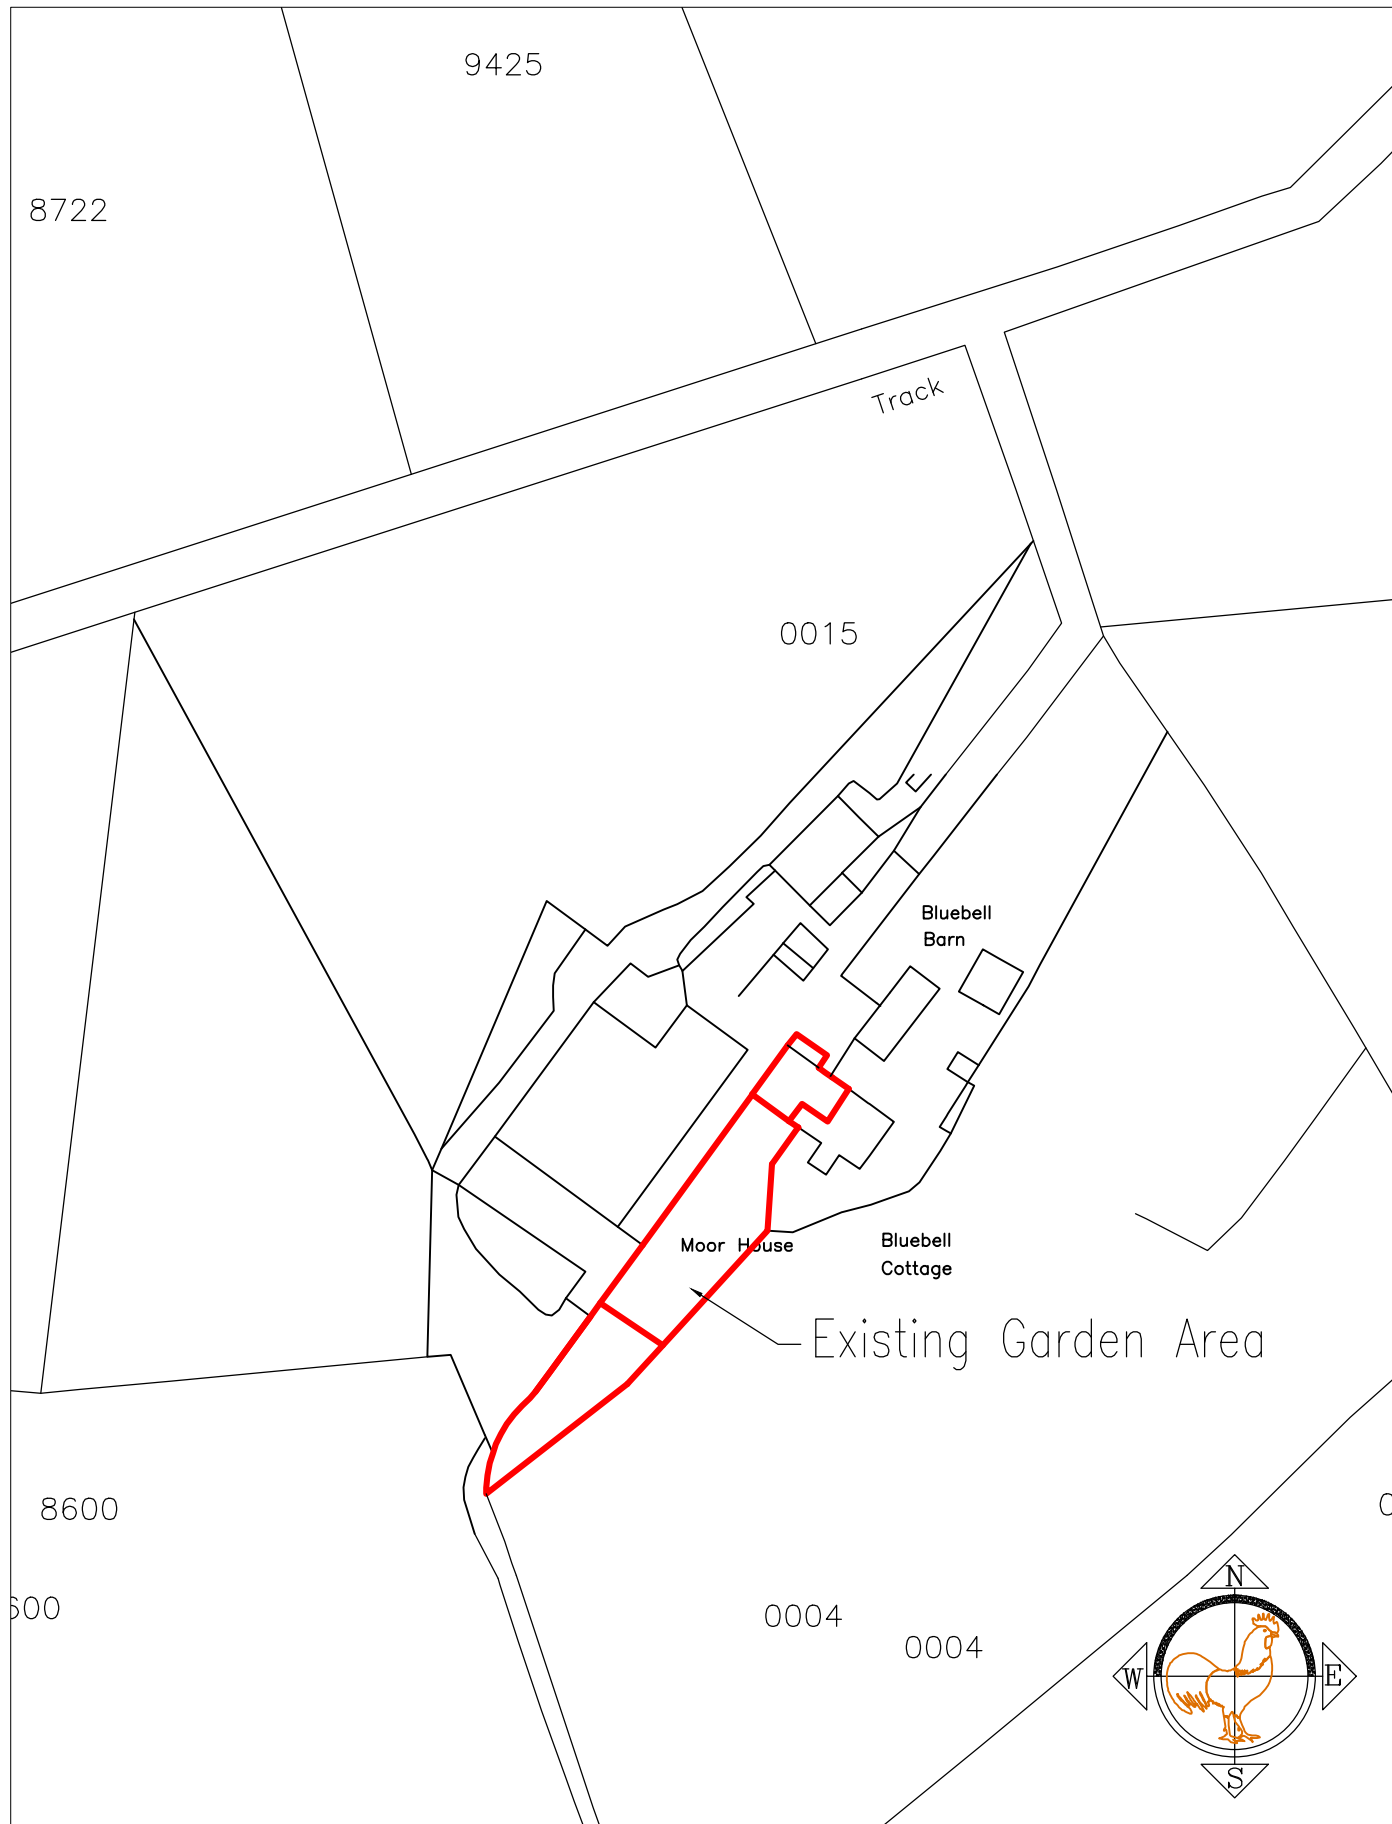 9425
8722
Track
0015
Bluebell
Barn
Moor House
Bluebell
Cottage
Existing Garden Area
8600
0004
0004
N
W
E
S